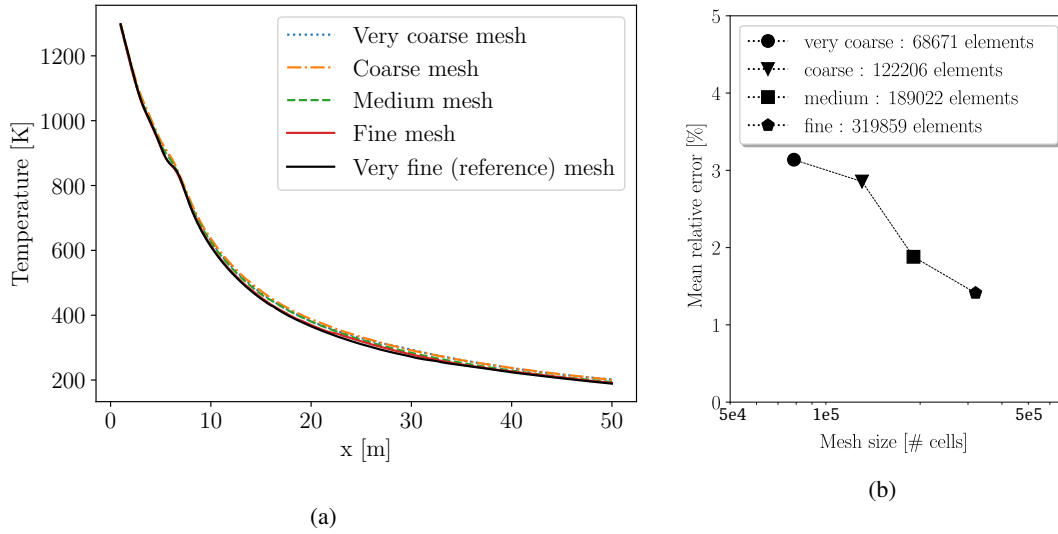 1200
1000
800
600
400
200
Temperature [K]
0
10
20
30
40
50
x [m]
Very coarse mesh
Coarse mesh
Medium mesh
Fine mesh
Very fine (reference) mesh
(a)
5
4
3
2
1
0
Mean relative error [%]
5e4
1e5
5e5
Mesh size [# cells]
very coarse : 68671 elements
coarse : 122206 elements
medium : 189022 elements
fine : 319859 elements
(b)